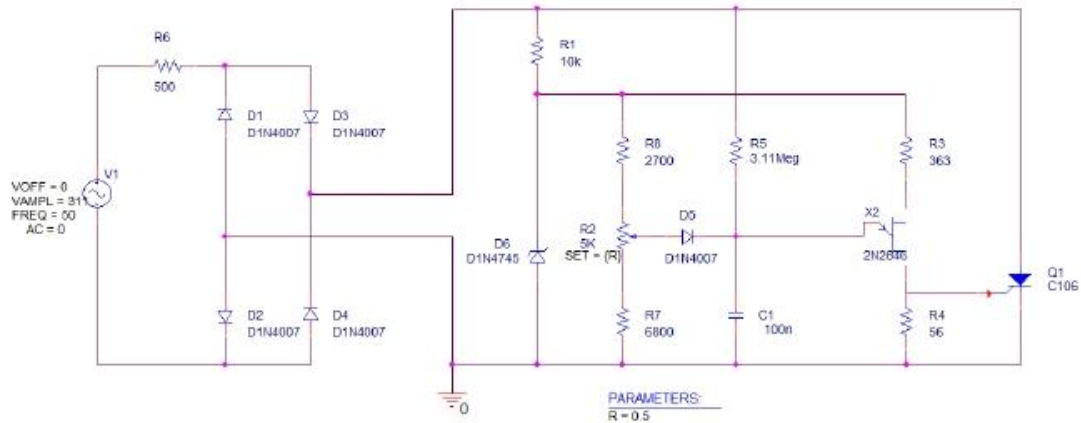 R6
500
V1
VOFF = 0
VAMPL = 311
FREQ = 50
AC = 0
D1
D1N4007
D3
D1N4007
D2
D1N4007
D4
D1N4007
0
R1
10k
R8
2700
R5
3.11Meg
R3
363
R2
5K
SET = {R}
D5
D1N4007
X2
2N2646
D6
D1N4745
R7
6800
C1
100n
R4
56
Q1
C106
PARAMETERS:
R = 0.5